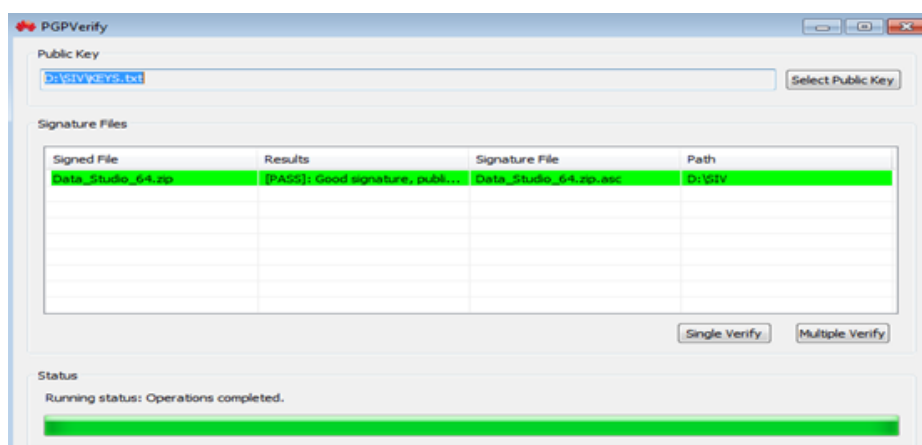 PGPVerify
Public Key
D:\SIV\KEYS.txt
Select Public Key
Signature Files
Signed File Results Signature File Path
Data_Studio_64.zip [PASS]: Good signature, publi... Data_Studio_64.zip.asc D:\SIV
Single Verify Multiple Verify
Status
Running status: Operations completed.